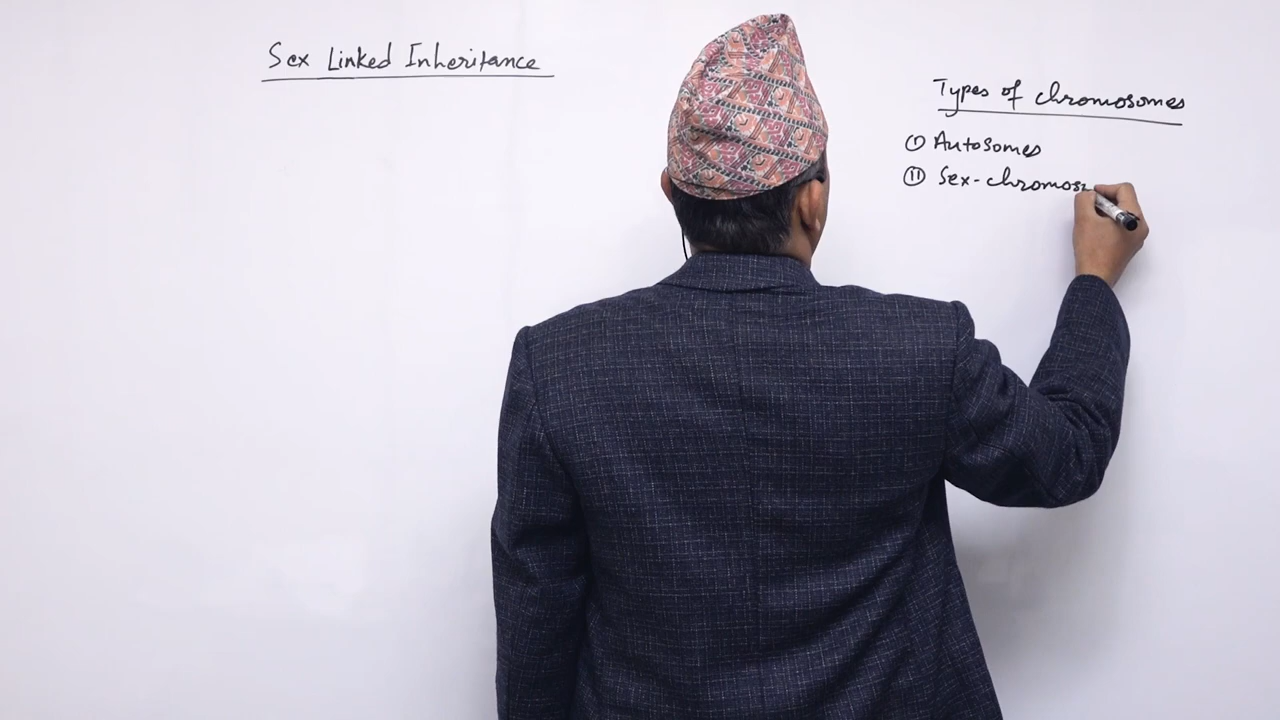 Sex Linked Inheritance
Types of chromosomes
(I) Autosomes
(II) Sex-chromoso